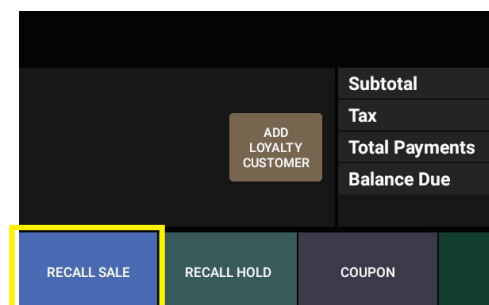 Subtotal
Tax
Total Payments
Balance Due
ADD
LOYALTY
CUSTOMER
RECALL SALE
RECALL HOLD
COUPON